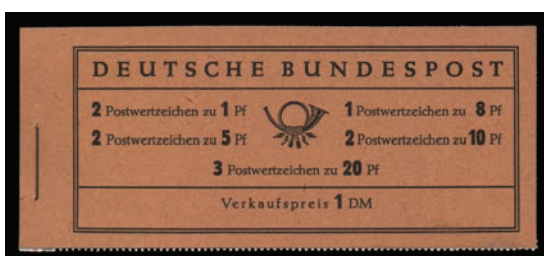 DEUTSCHE BUNDESPOST
2 Postwertzeichen zu 1 Pf 1 Postwertzeichen zu 8 Pf
2 Postwertzeichen zu 5 Pf 2 Postwertzeichen zu 10 Pf
3 Postwertzeichen zu 20 Pf
Verkaufspreis 1 DM